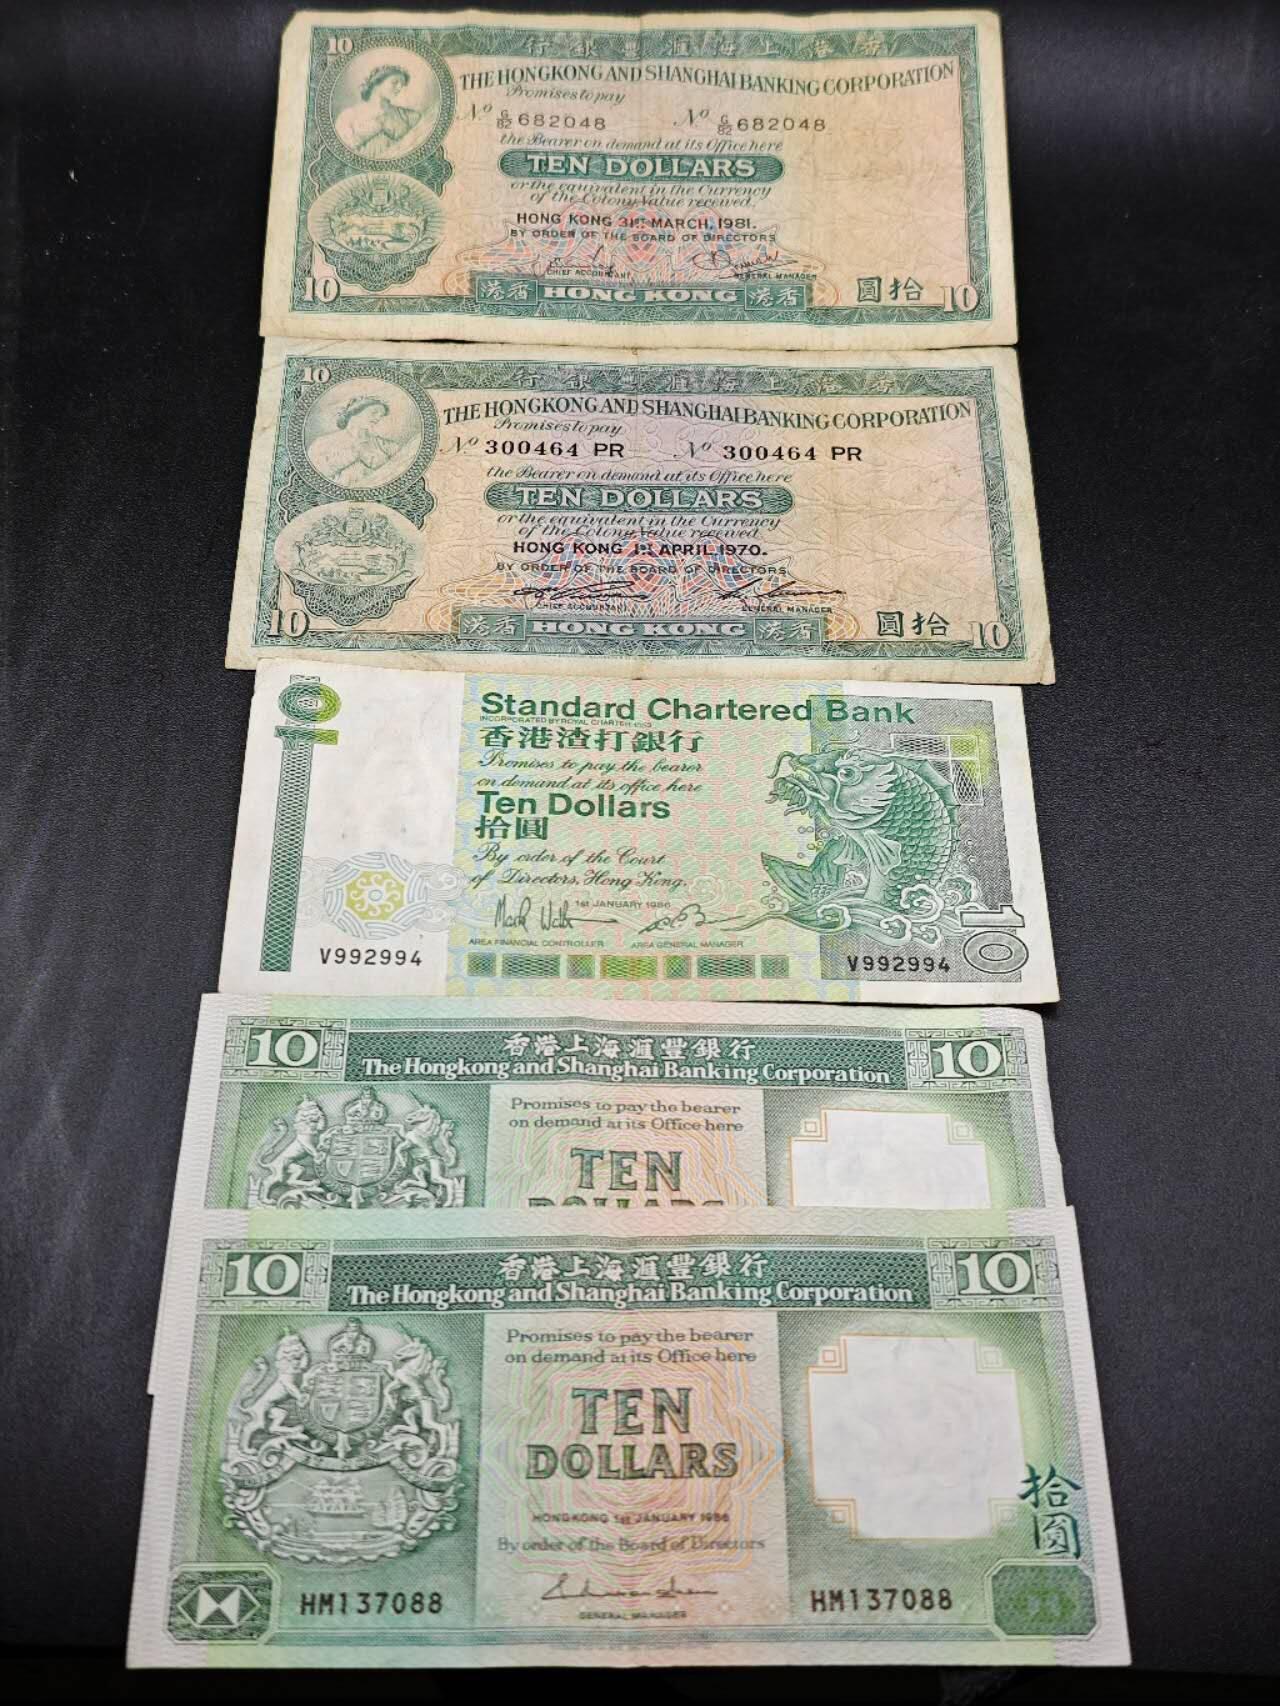 10 行銀豐滙海上港香
THE HONGKONG AND SHANGHAI BANKING CORPORATION
Promises to pay
Nº G/82 682048 Nº G/82 682048
the Bearer on demand at its Office here
TEN DOLLARS
or the equivalent in the Currency
of the Colony Value received.
HONG KONG 31ST MARCH, 1981.
BY ORDER OF THE BOARD OF DIRECTORS
CHIEF ACCOUNTANT GENERAL MANAGER
10 港香 HONG KONG 港香 圓拾 10
10 行銀豐滙海上港香
THE HONGKONG AND SHANGHAI BANKING CORPORATION
Promises to pay
Nº 300464 PR Nº 300464 PR
the Bearer on demand at its Office here
TEN DOLLARS
or the equivalent in the Currency
of the Colony Value received
HONG KONG 1ST APRIL 1970.
BY ORDER OF THE BOARD OF DIRECTORS
CHIEF ACCOUNTANT GENERAL MANAGER
10 港香 HONG KONG 港香 圓拾 10
10
Standard Chartered Bank
INCORPORATED BY ROYAL CHARTER 1853
香港渣打銀行
Promises to pay the bearer
on demand at its office here
Ten Dollars
拾圓
By order of the Court
of Directors, Hong Kong.
1st JANUARY 1986
AREA FINANCIAL CONTROLLER AREA GENERAL MANAGER
V992994 V992994 10
10 香港上海滙豐銀行 10
The Hongkong and Shanghai Banking Corporation
Promises to pay the bearer
on demand at its Office here
TEN
DOLLARS
10 香港上海滙豐銀行 10
The Hongkong and Shanghai Banking Corporation
Promises to pay the bearer
on demand at its Office here
TEN
DOLLARS
拾圓
HONGKONG 1st JANUARY 1986
By order of the Board of Directors
GENERAL MANAGER
HM137088 HM137088